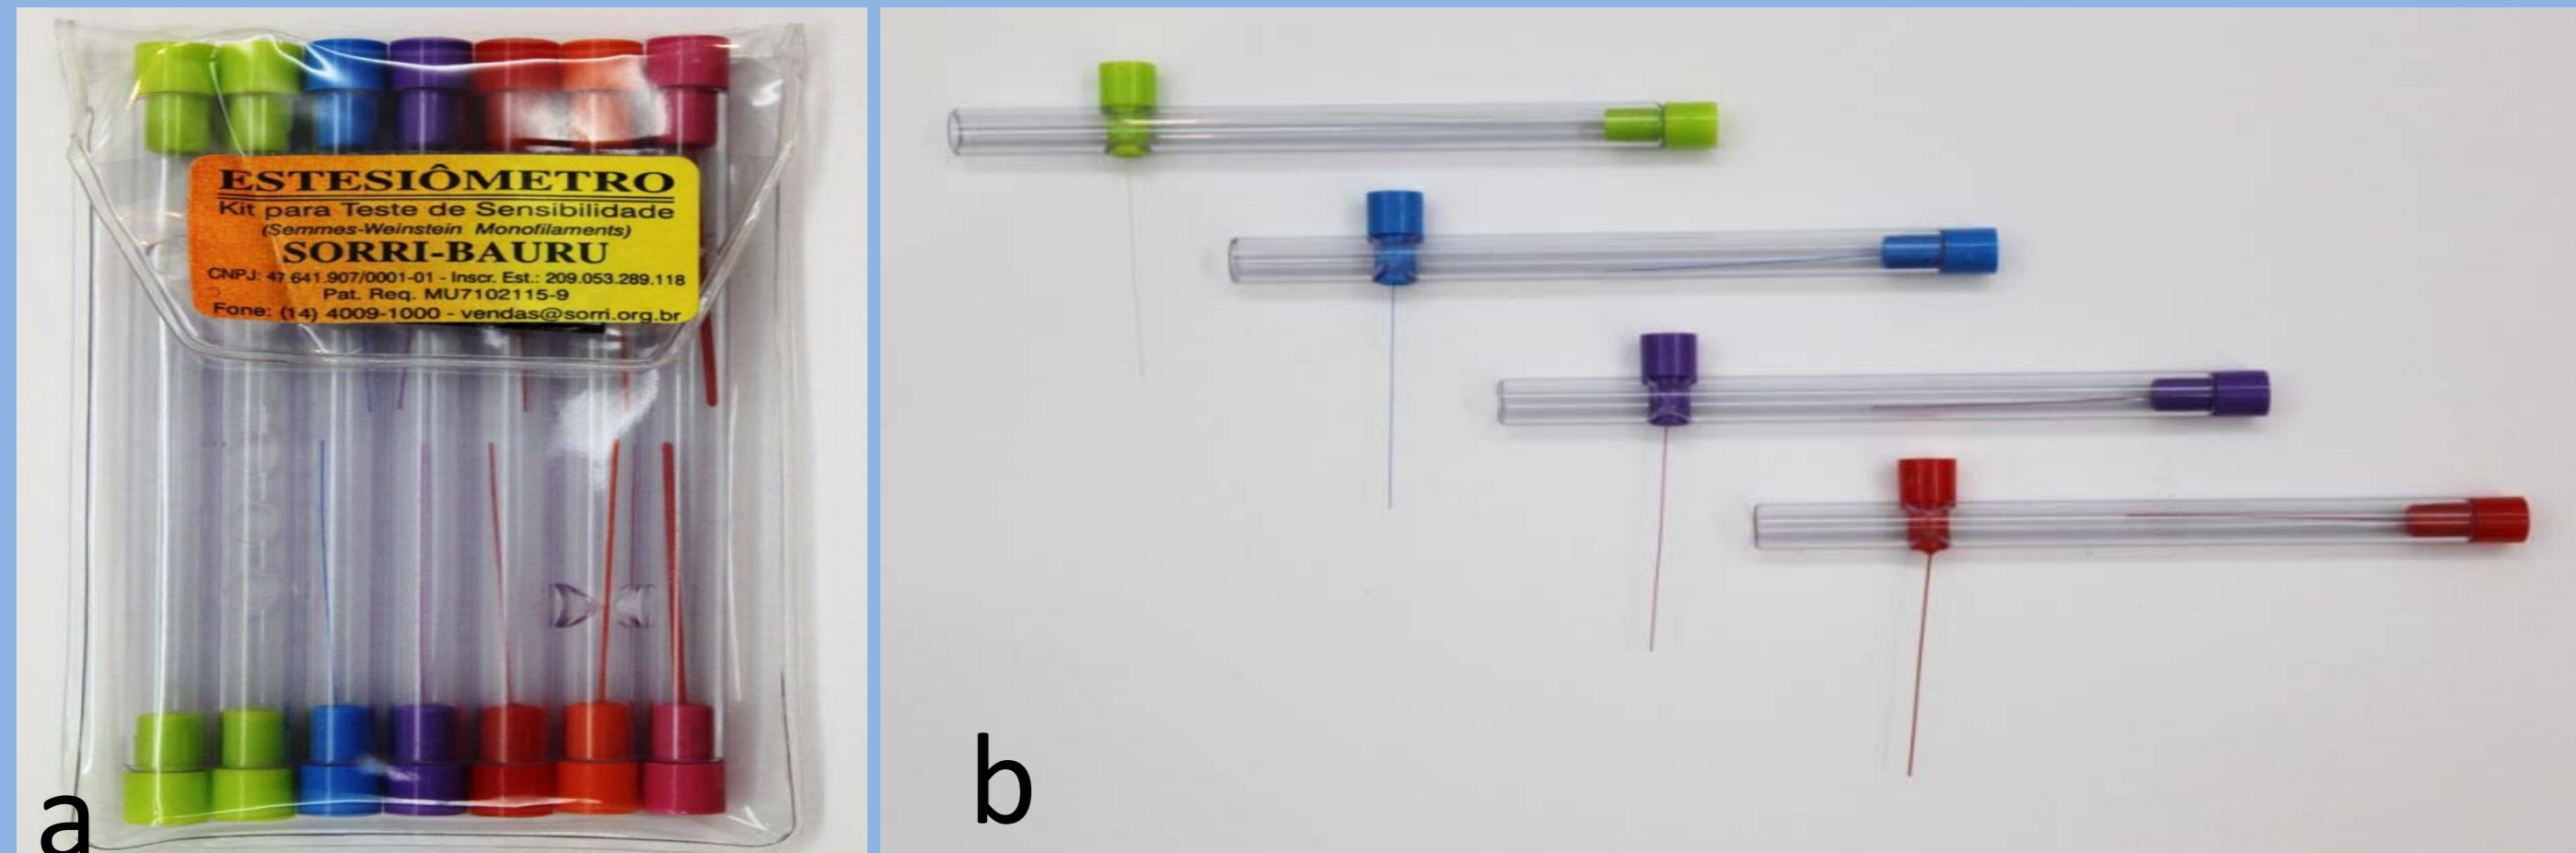 ESTESIÔMETRO
Kit para Teste de Sensibilidade
(Semmes-Weinstein Monofilaments)
SORRI-BAURU
CNPJ: 47.641.907/0001-01 - Inscr. Est.: 209.053.289.118
Pat. Req. MU7102115-9
Fone: (14) 4009-1000 - vendas@sorri.org.br
a
b